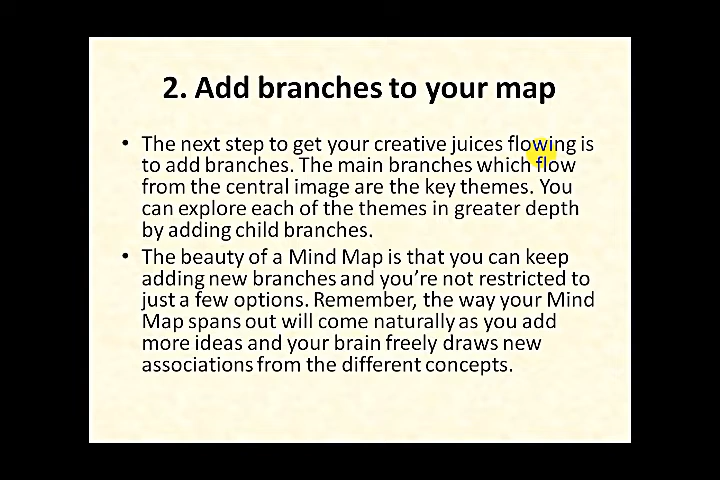 2. Add branches to your map
• The next step to get your creative juices flowing is
to add branches. The main branches which flow
from the central image are the key themes. You
can explore each of the themes in greater depth
by adding child branches.
• The beauty of a Mind Map is that you can keep
adding new branches and you're not restricted to
just a few options. Remember, the way your Mind
Map spans out will come naturally as you add
more ideas and your brain freely draws new
associations from the different concepts.